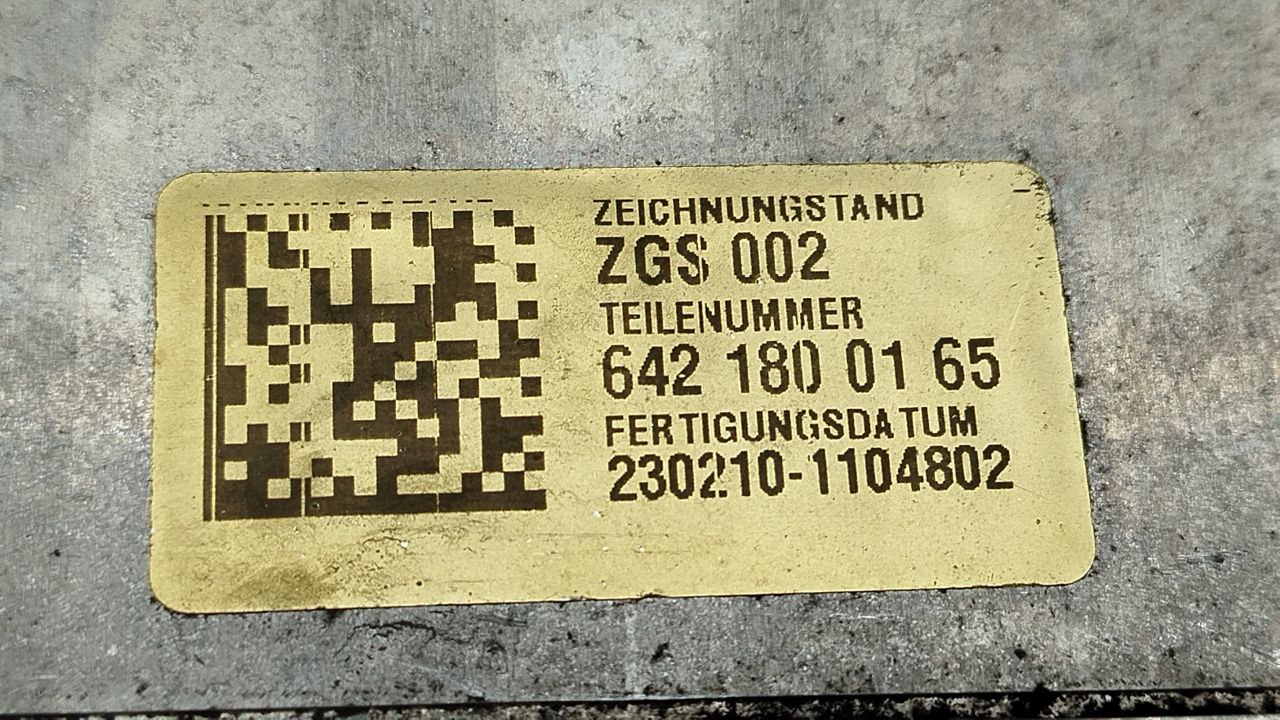 ZEICHNUNGSTAND
ZGS 002
TEILENUMMER
642 180 01 65
FERTIGUNGSDATUM
230210-1104802